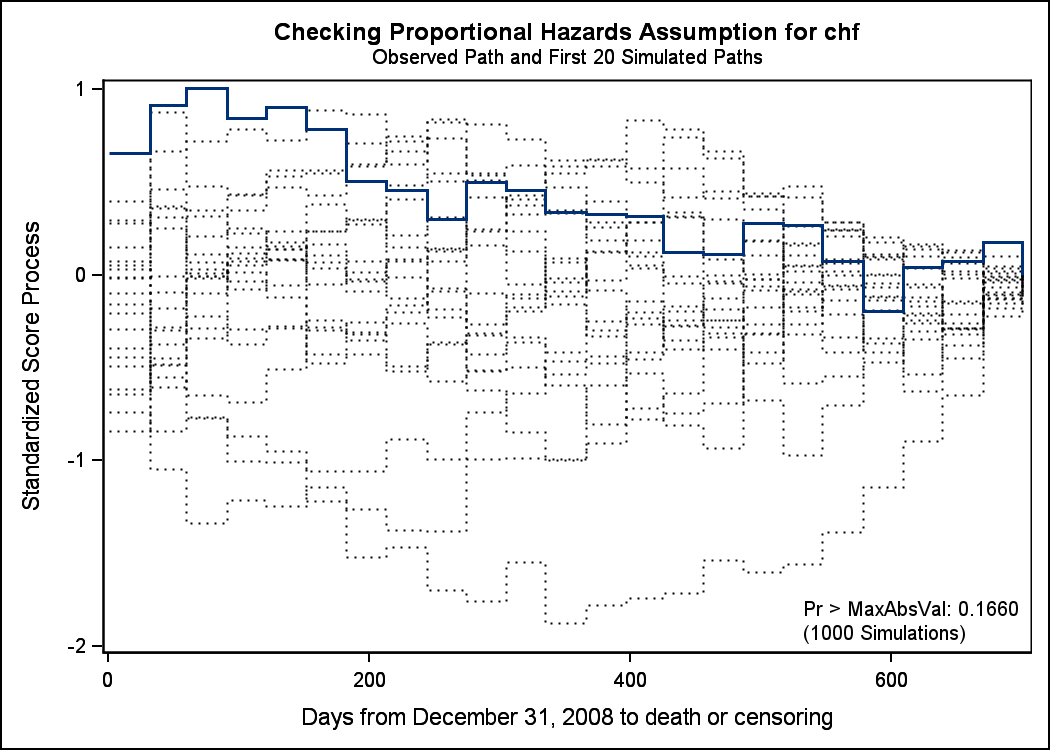 Checking Proportional Hazards Assumption for chf
Observed Path and First 20 Simulated Paths
Standardized Score Process
1
0
-1
-2
Pr > MaxAbsVal: 0.1660
(1000 Simulations)
0 200 400 600
Days from December 31, 2008 to death or censoring